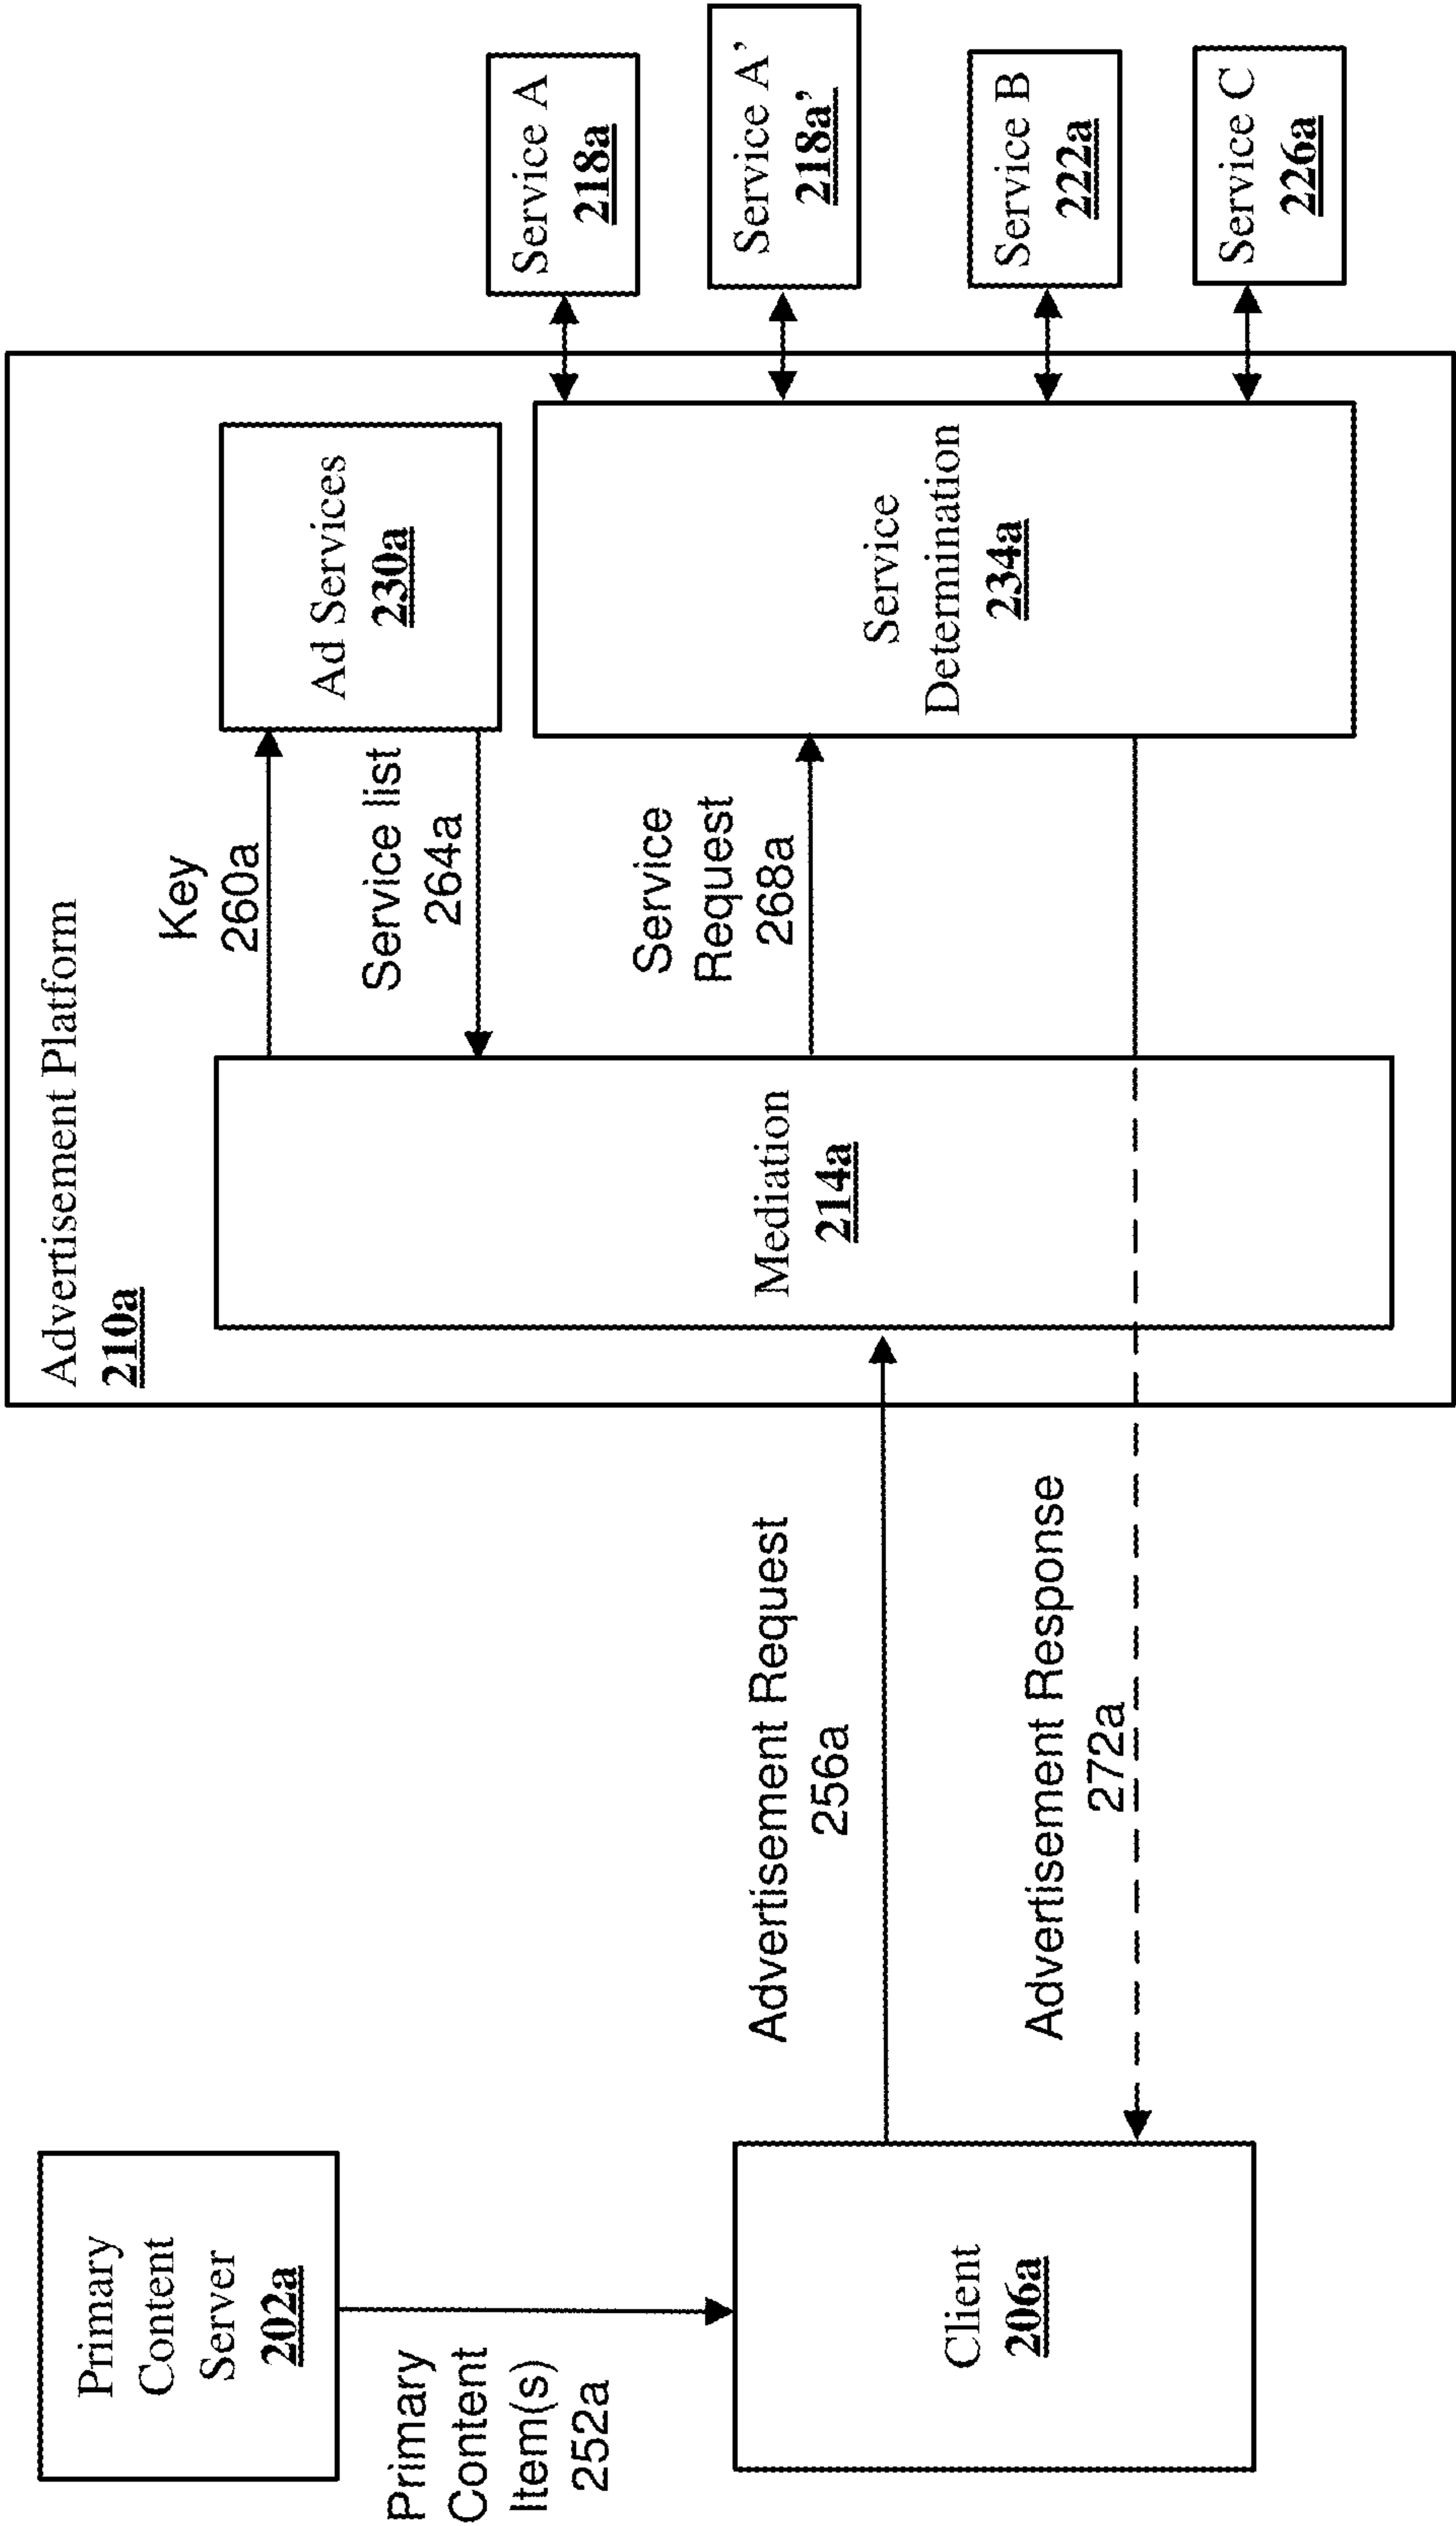 Advertisement Platform
210a
Primary
Content
Server
202a
Primary
Content
Item(s)
252a
Client
206a
Advertisement Request
256a
Advertisement Response
272a
Mediation
214a
Key
260a
Service list
264a
Service
Request
268a
Ad Services
230a
Service
Determination
234a
Service A
218a
Service A’
218a’
Service B
222a
Service C
226a